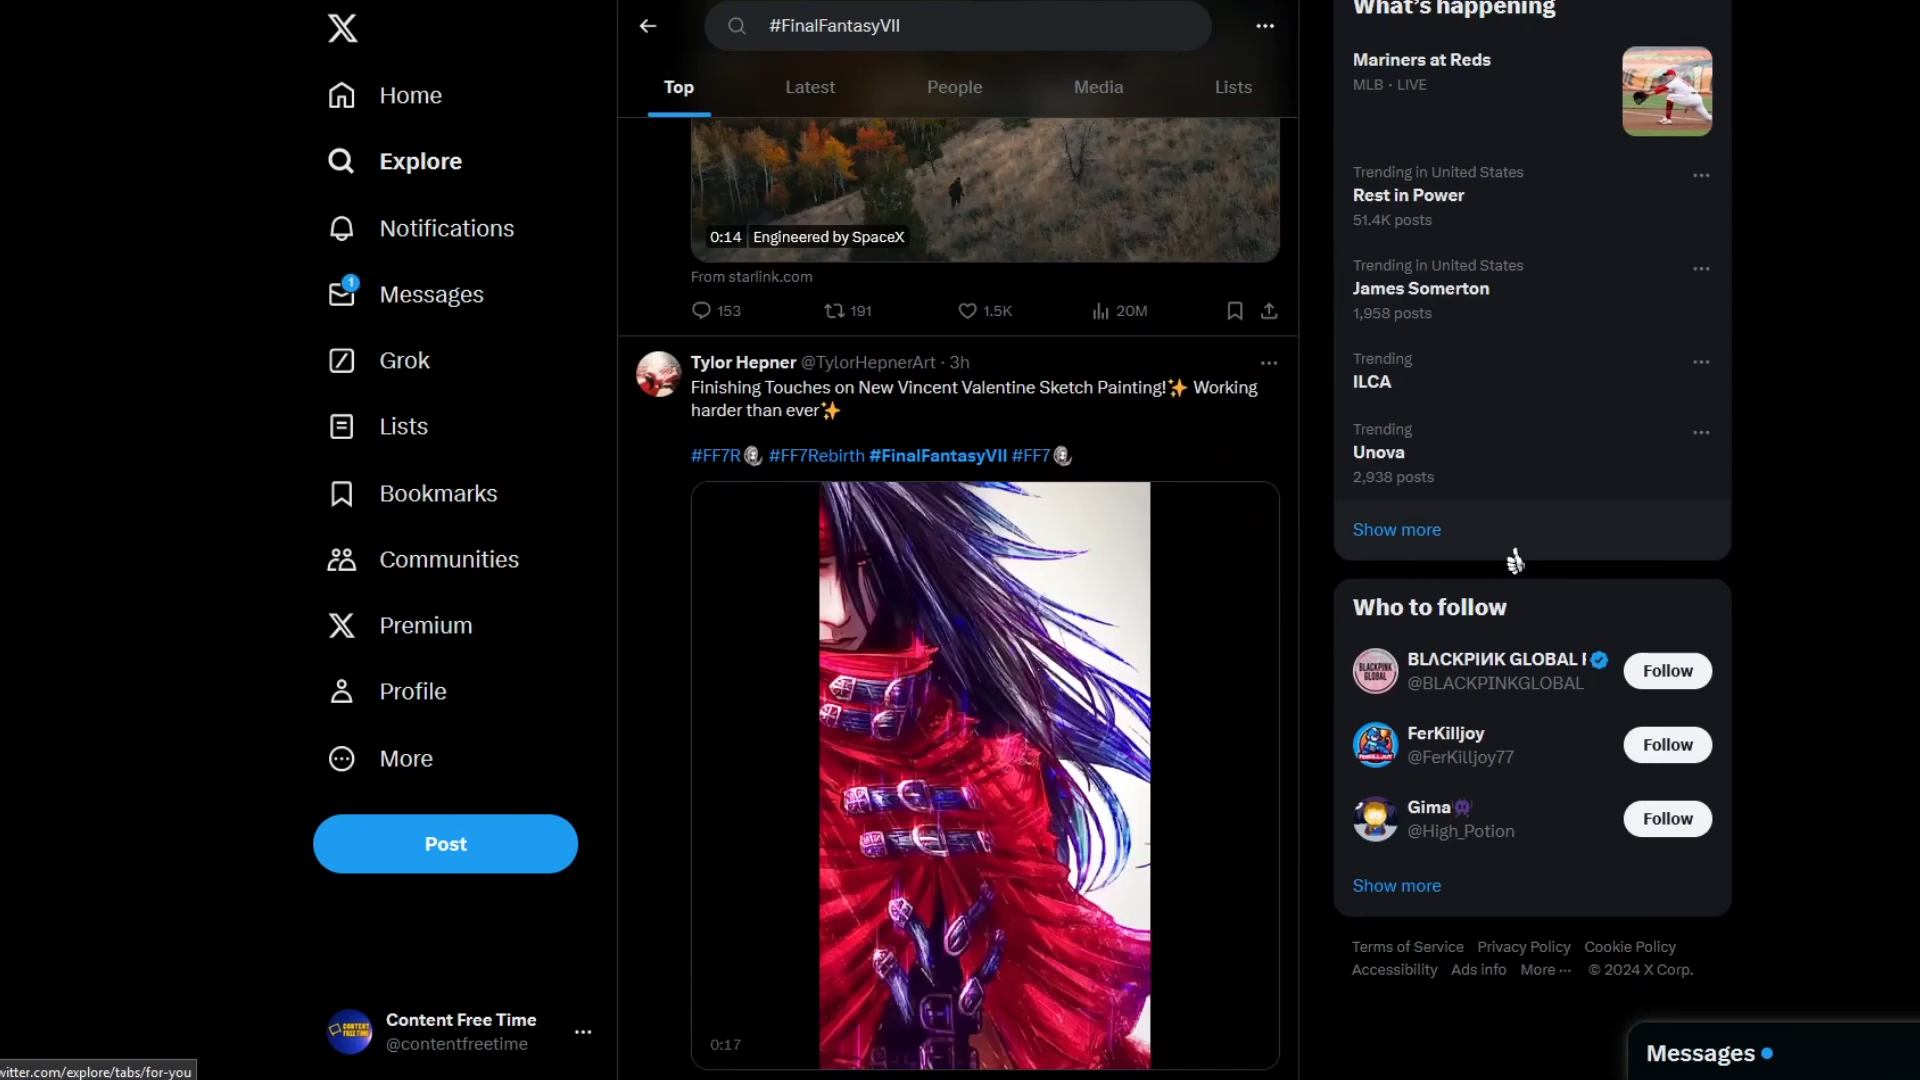 Home
Explore
Notifications
1
Messages
Grok
Lists
Bookmarks
Communities
Premium
Profile
More
Post
Content Free Time
@contentfreetime
witter.com/explore/tabs/for-you
#FinalFantasyVII
Top Latest People Media Lists
0:14 Engineered by SpaceX
From starlink.com
153 191 1.5K 20M
Tylor Hepner @TylorHepnerArt · 3h
Finishing Touches on New Vincent Valentine Sketch Painting!✨ Working
harder than ever✨
#FF7R #FF7Rebirth #FinalFantasyVII #FF7
0:17
What's happening
Mariners at Reds
MLB · LIVE
Trending in United States
Rest in Power
51.4K posts
Trending in United States
James Somerton
1,958 posts
Trending
ILCA
Trending
Unova
2,938 posts
Show more
Who to follow
BLACKPINK GLOBAL
BLΛCKPIИK GLOBAL
@BLACKPINKGLOBAL
Follow
FerKilljoy
@FerKilljoy77
Follow
Gima
@High_Potion
Follow
Show more
Terms of Service Privacy Policy Cookie Policy
Accessibility Ads info More ··· © 2024 X Corp.
Messages